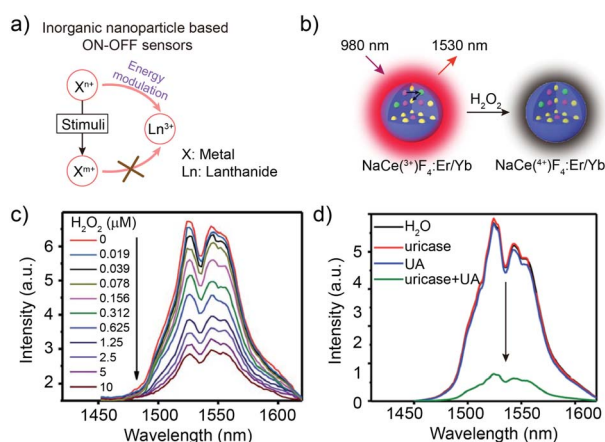 a)
Inorganic nanoparticle based
ON-OFF sensors
Energy
modulation
Xn+
Stimuli
Ln3+
Xm+
X: Metal
Ln: Lanthanide
b)
980 nm
1530 nm
H2O2
NaCe(3+)F4:Er/Yb
NaCe(4+)F4:Er/Yb
c)
H2O2 (μM)
0
0.019
0.039
0.078
0.156
0.312
0.625
1.25
2.5
5
10
Intensity (a.u.)
6
5
4
3
2
1450 1500 1550 1600
Wavelength (nm)
d)
H2O
uricase
UA
uricase+UA
Intensity (a.u.)
5
4
3
2
1
0
1450 1500 1550 1600
Wavelength (nm)